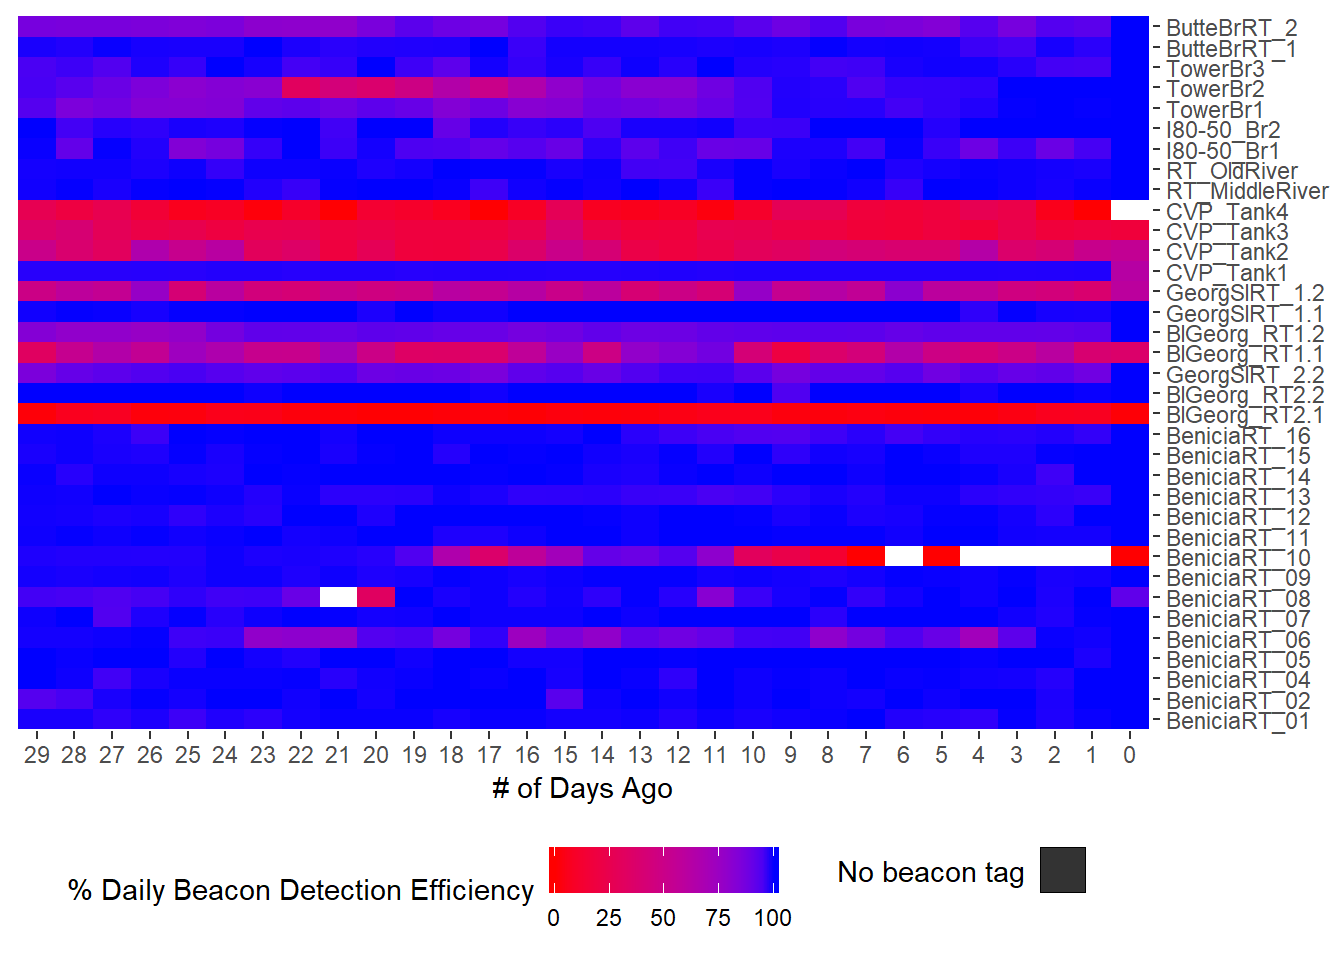 ButteBrRT_2
ButteBrRT_1
TowerBr3
TowerBr2
TowerBr1
I80-50_Br2
I80-50_Br1
RT_OldRiver
RT_MiddleRiver
CVP_Tank4
CVP_Tank3
CVP_Tank2
CVP_Tank1
GeorgSlRT_1.2
GeorgSlRT_1.1
BlGeorg_RT1.2
BlGeorg_RT1.1
GeorgSlRT_2.2
BlGeorg_RT2.2
BlGeorg_RT2.1
BeniciaRT_16
BeniciaRT_15
BeniciaRT_14
BeniciaRT_13
BeniciaRT_12
BeniciaRT_11
BeniciaRT_10
BeniciaRT_09
BeniciaRT_08
BeniciaRT_07
BeniciaRT_06
BeniciaRT_05
BeniciaRT_04
BeniciaRT_02
BeniciaRT_01
29 28 27 26 25 24 23 22 21 20 19 18 17 16 15 14 13 12 11 10 9 8 7 6 5 4 3 2 1 0
# of Days Ago
% Daily Beacon Detection Efficiency
0 25 50 75 100
No beacon tag